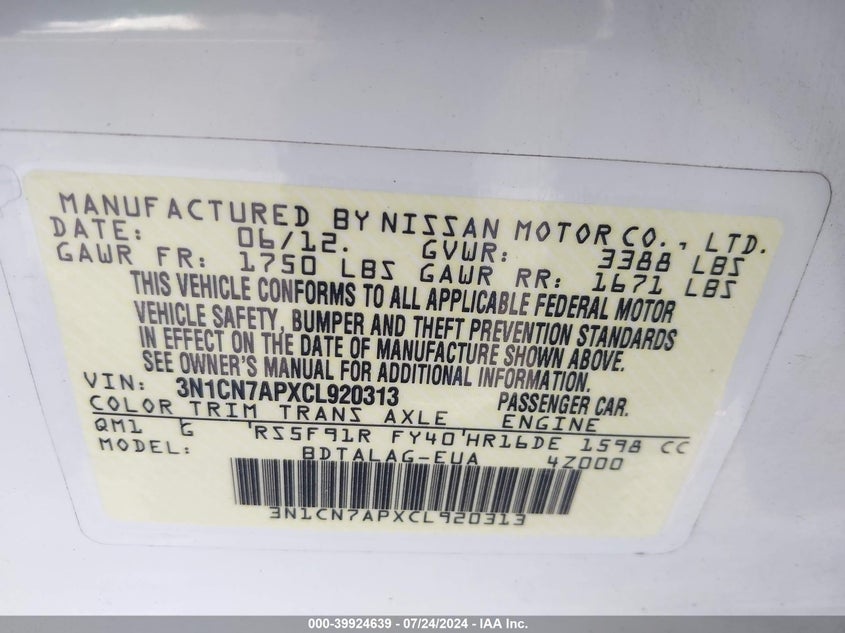 MANUFACTURED BY NISSAN MOTOR CO., LTD.
DATE: 06/12. GVWR: 3388 LBS
GAWR FR: 1750 LBS GAWR RR: 1671 LBS
THIS VEHICLE CONFORMS TO ALL APPLICABLE FEDERAL MOTOR
VEHICLE SAFETY, BUMPER AND THEFT PREVENTION STANDARDS
IN EFFECT ON THE DATE OF MANUFACTURE SHOWN ABOVE.
SEE OWNER'S MANUAL FOR ADDITIONAL INFORMATION.
VIN: 3N1CN7APXCL920313 PASSENGER CAR.
COLOR TRIM TRANS AXLE ENGINE
QM1 G RS5F91R FY40 HR16DE 1598 CC
MODEL: BDTALAG-EUA 4Z000
3N1CN7APXCL920313
000-39924639 - 07/24/2024 - IAA Inc.